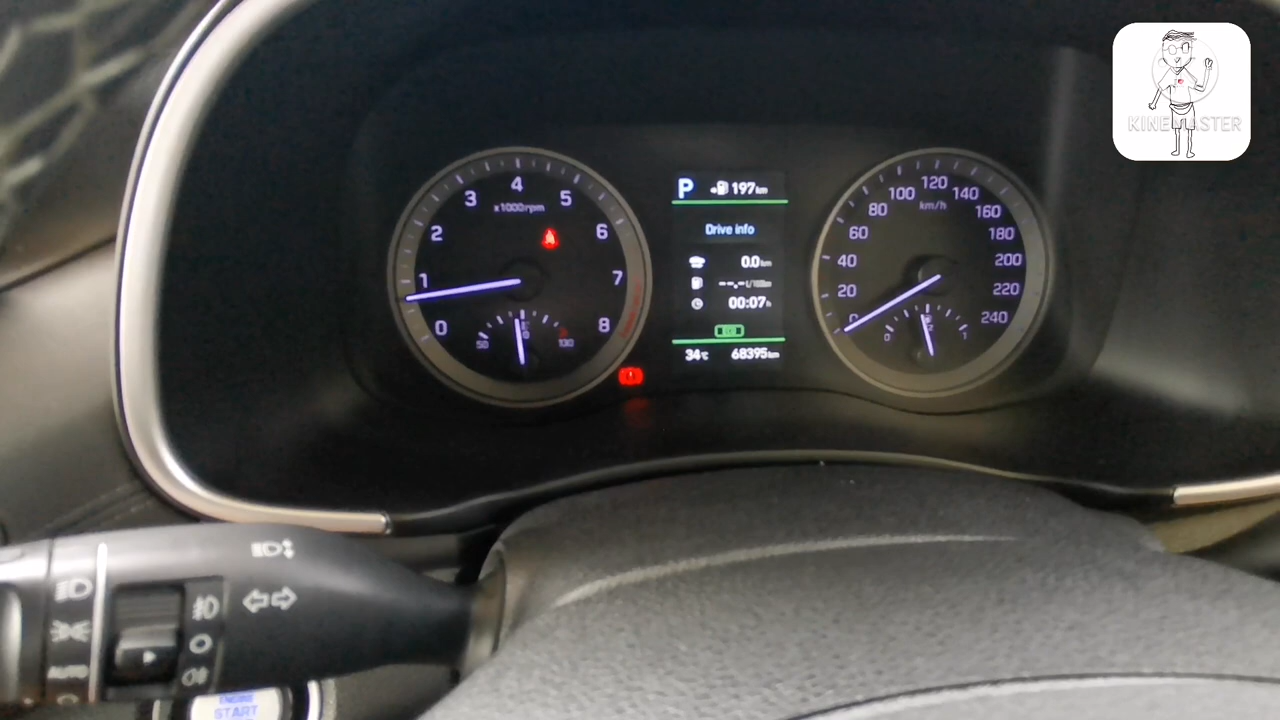 KINEMASTER
4
3
5
x1000rpm
2
6
1
7
0
8
50
130
P
197km
Drive info
0.0km
--.-L/100km
00:07h
34°C
68395km
120
100
140
km/h
80
160
60
180
40
200
20
220
0
240
0
1
AUTO
ENGINE
START